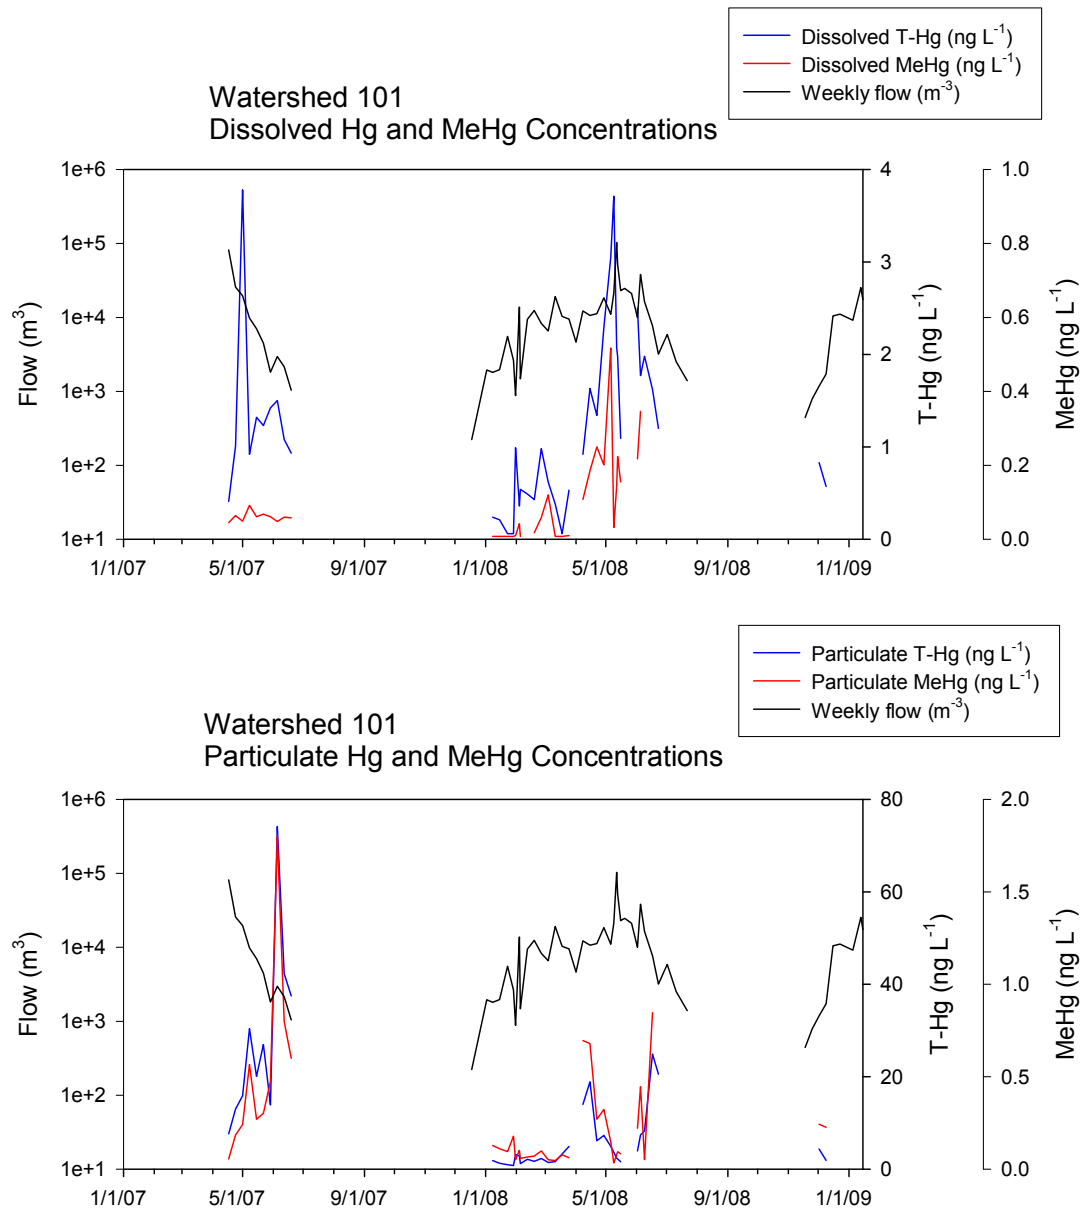 Dissolved T-Hg (ng L⁻¹)
Dissolved MeHg (ng L⁻¹)
Weekly flow (m⁻³)
Watershed 101
Dissolved Hg and MeHg Concentrations
1e+6
1e+5
1e+4
1e+3
1e+2
1e+1
Flow (m³)
4
3
2
1
0
T-Hg (ng L⁻¹)
1.0
0.8
0.6
0.4
0.2
0.0
MeHg (ng L⁻¹)
1/1/07 5/1/07 9/1/07 1/1/08 5/1/08 9/1/08 1/1/09
Particulate T-Hg (ng L⁻¹)
Particulate MeHg (ng L⁻¹)
Weekly flow (m⁻³)
Watershed 101
Particulate Hg and MeHg Concentrations
1e+6
1e+5
1e+4
1e+3
1e+2
1e+1
Flow (m³)
80
60
40
20
0
T-Hg (ng L⁻¹)
2.0
1.5
1.0
0.5
0.0
MeHg (ng L⁻¹)
1/1/07 5/1/07 9/1/07 1/1/08 5/1/08 9/1/08 1/1/09